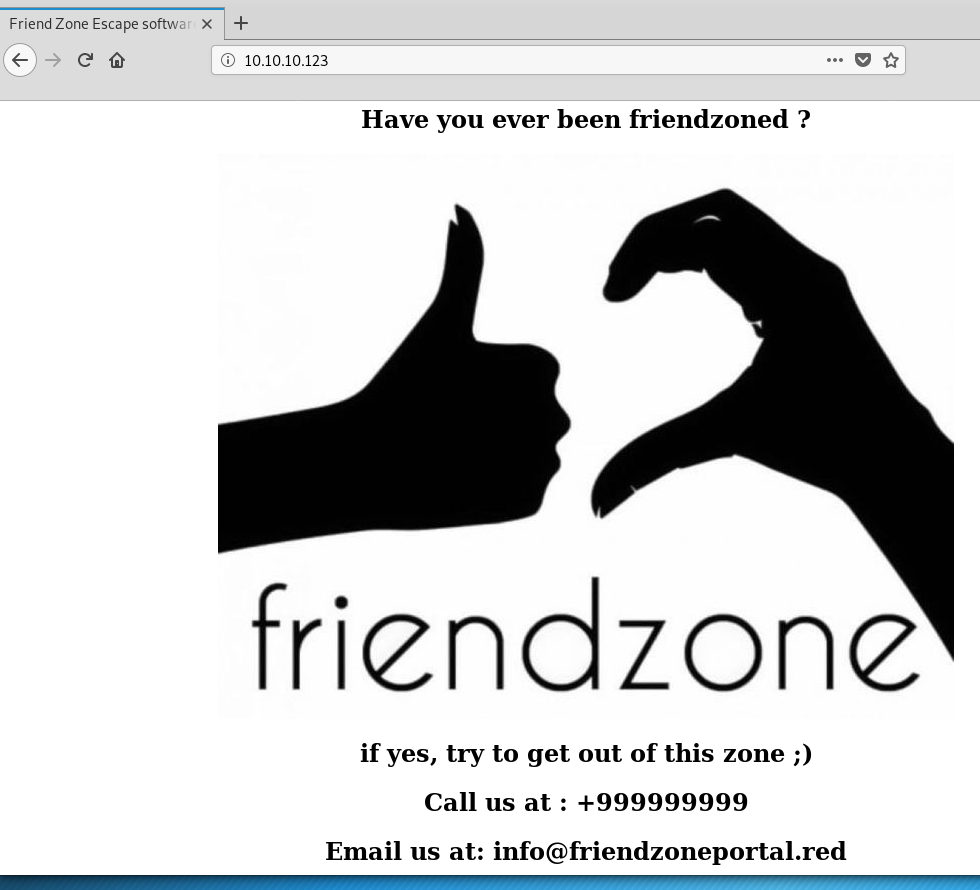 Friend Zone Escape softwar
10.10.10.123
Have you ever been friendzoned ?
friendzone
if yes, try to get out of this zone ;)
Call us at : +999999999
Email us at: info@friendzoneportal.red